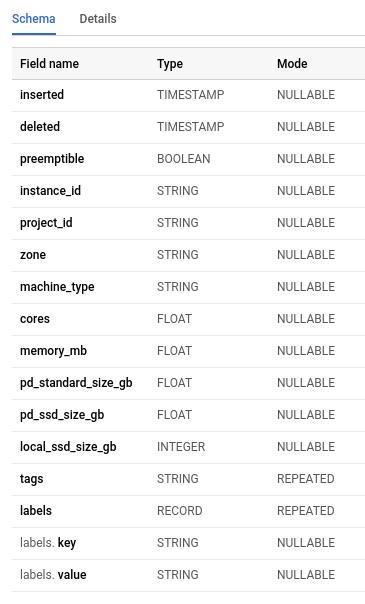 Schema Details
Field name Type Mode
inserted TIMESTAMP NULLABLE
deleted TIMESTAMP NULLABLE
preemptible BOOLEAN NULLABLE
instance_id STRING NULLABLE
project_id STRING NULLABLE
zone STRING NULLABLE
machine_type STRING NULLABLE
cores FLOAT NULLABLE
memory_mb FLOAT NULLABLE
pd_standard_size_gb FLOAT NULLABLE
pd_ssd_size_gb FLOAT NULLABLE
local_ssd_size_gb INTEGER NULLABLE
tags STRING REPEATED
labels RECORD REPEATED
labels. key STRING NULLABLE
labels. value STRING NULLABLE